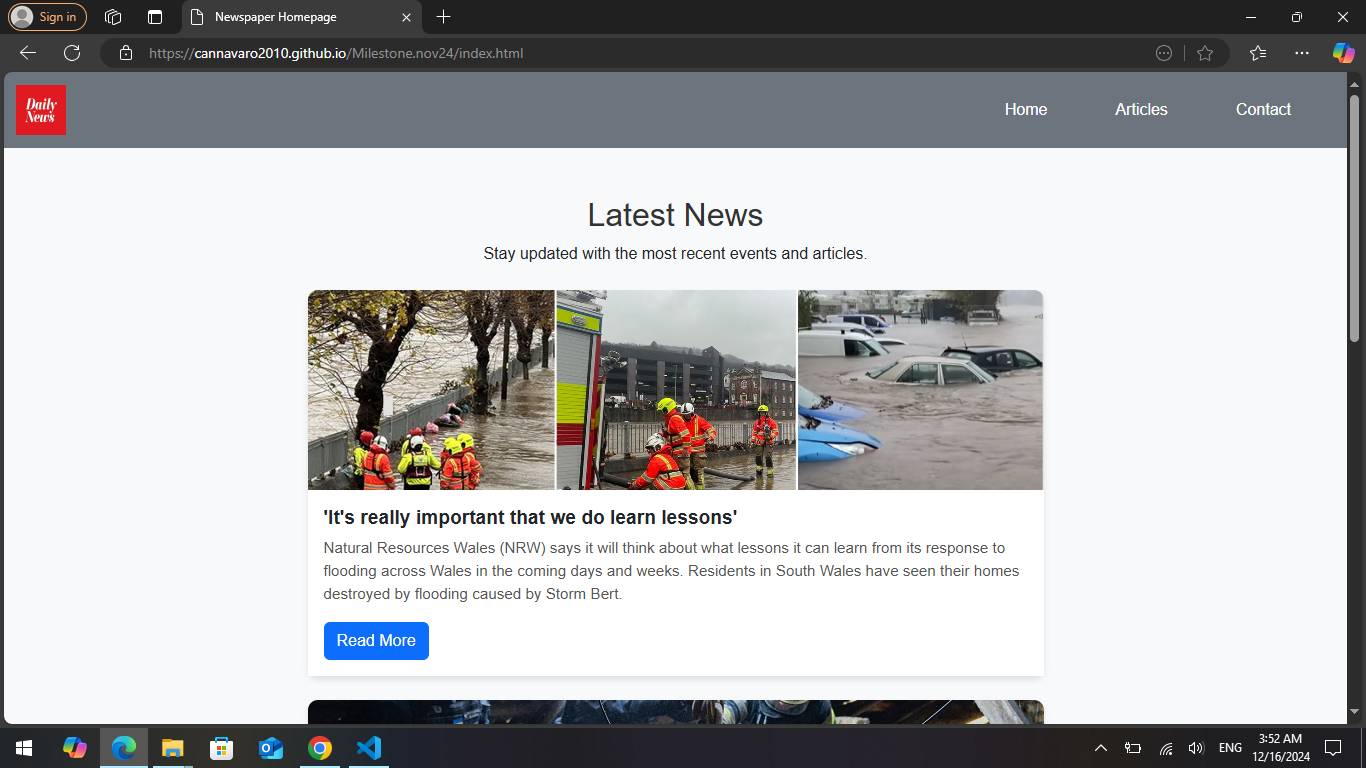 Sign in
Newspaper Homepage
https://cannavaro2010.github.io/Milestone.nov24/index.html
Daily
News
Home
Articles
Contact
Latest News
Stay updated with the most recent events and articles.
'It's really important that we do learn lessons'
Natural Resources Wales (NRW) says it will think about what lessons it can learn from its response to
flooding across Wales in the coming days and weeks. Residents in South Wales have seen their homes
destroyed by flooding caused by Storm Bert.
Read More
ENG
3:52 AM
12/16/2024